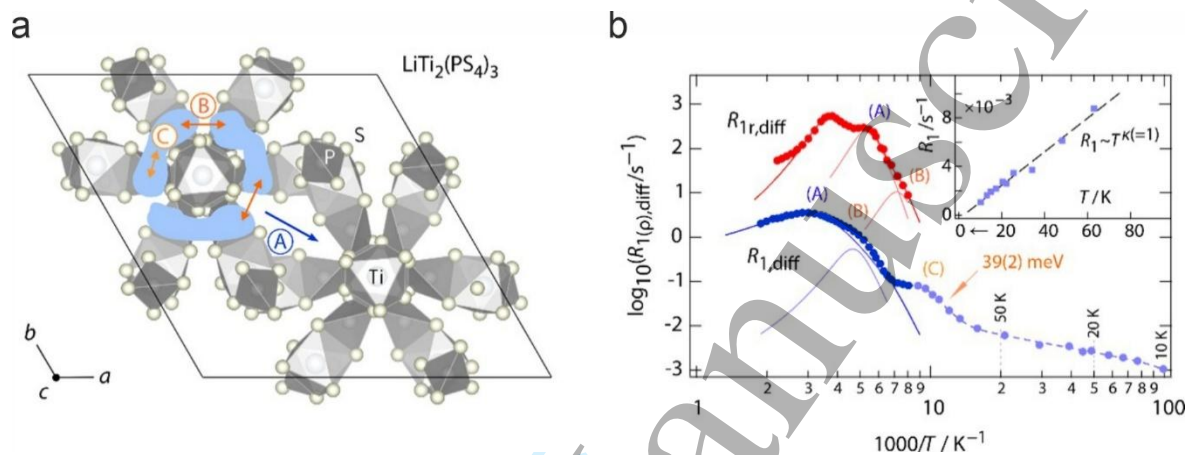 a
LiTi₂(PS₄)₃
B
C
S
P
A
Ti
b
a
c
b
log₁₀(R₁(ρ),diff/s⁻¹)
3
2
1
0
-1
-2
-3
R₁ᵣ,diff
(A)
(B)
(A)
(B)
R₁,diff
(C)
39(2) meV
50 K
20 K
10 K
×10⁻³
R₁/s⁻¹
8
4
0
R₁~T^κ(=1)
T/K
0 ← 20 40 60 80
1 2 3 4 5 6 7 8 9 10 2 3 4 5 6 7 8 9 100
1000/T / K⁻¹
anuscri